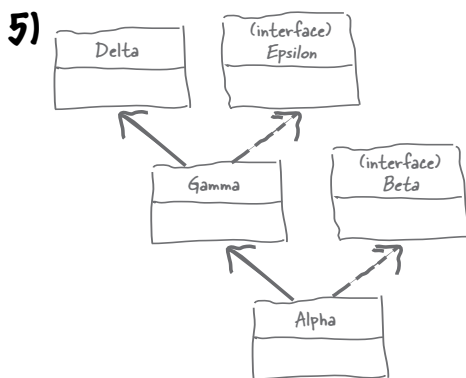 5)
Delta
(interface)
Epsilon
Gamma
(interface)
Beta
Alpha